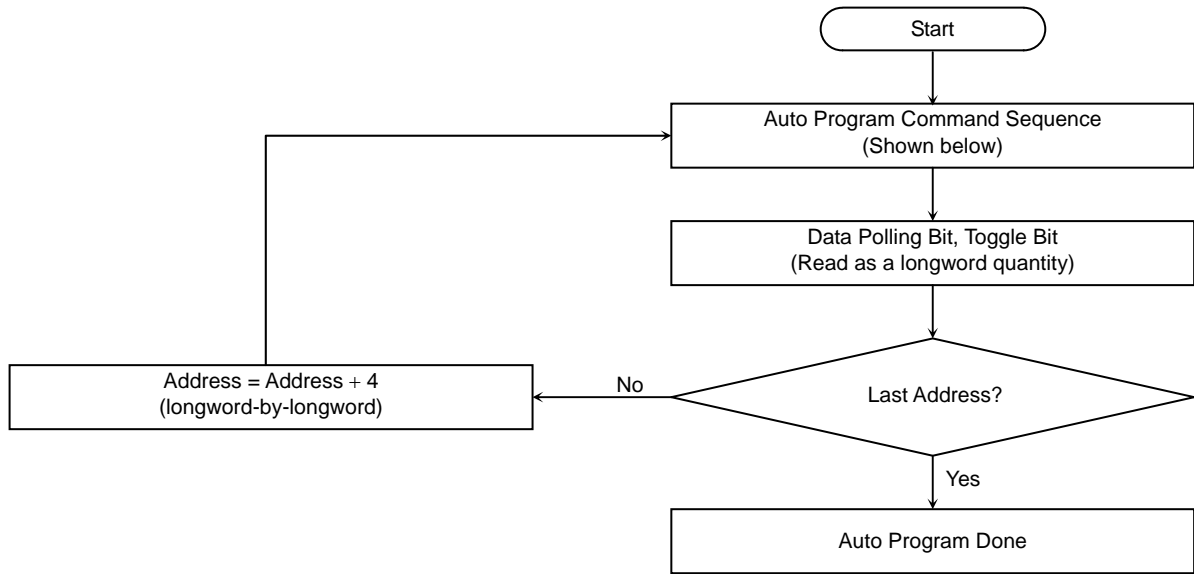 Start
Auto Program Command Sequence
(Shown below)
Data Polling Bit, Toggle Bit
(Read as a longword quantity)
Address = Address + 4
(longword-by-longword)
No
Last Address?
Yes
Auto Program Done